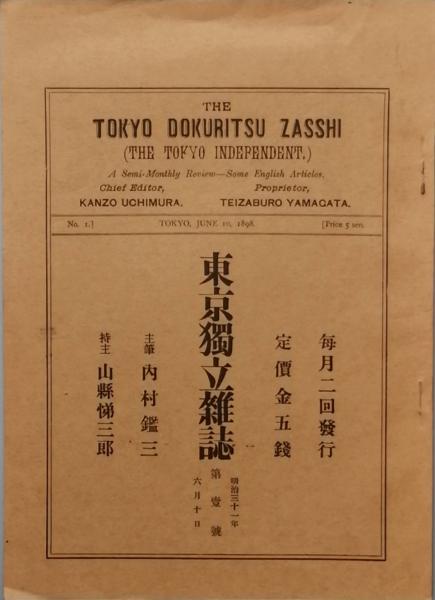 THE
TOKYO DOKURITSU ZASSHI
(THE TOKYO INDEPENDENT.)
A Semi-Monthly Review—Some English Articles.
Chief Editor, Proprietor,
KANZO UCHIMURA. TEIZABURO YAMAGATA.
No. 1.] TOKYO, JUNE 10, 1898. [Price 5 sen.
每月二回發行
定價金五錢
東京獨立雜誌
明治三十一年
第壹號
六月十日
主筆 內村鑑三
持主 山縣悌三郎